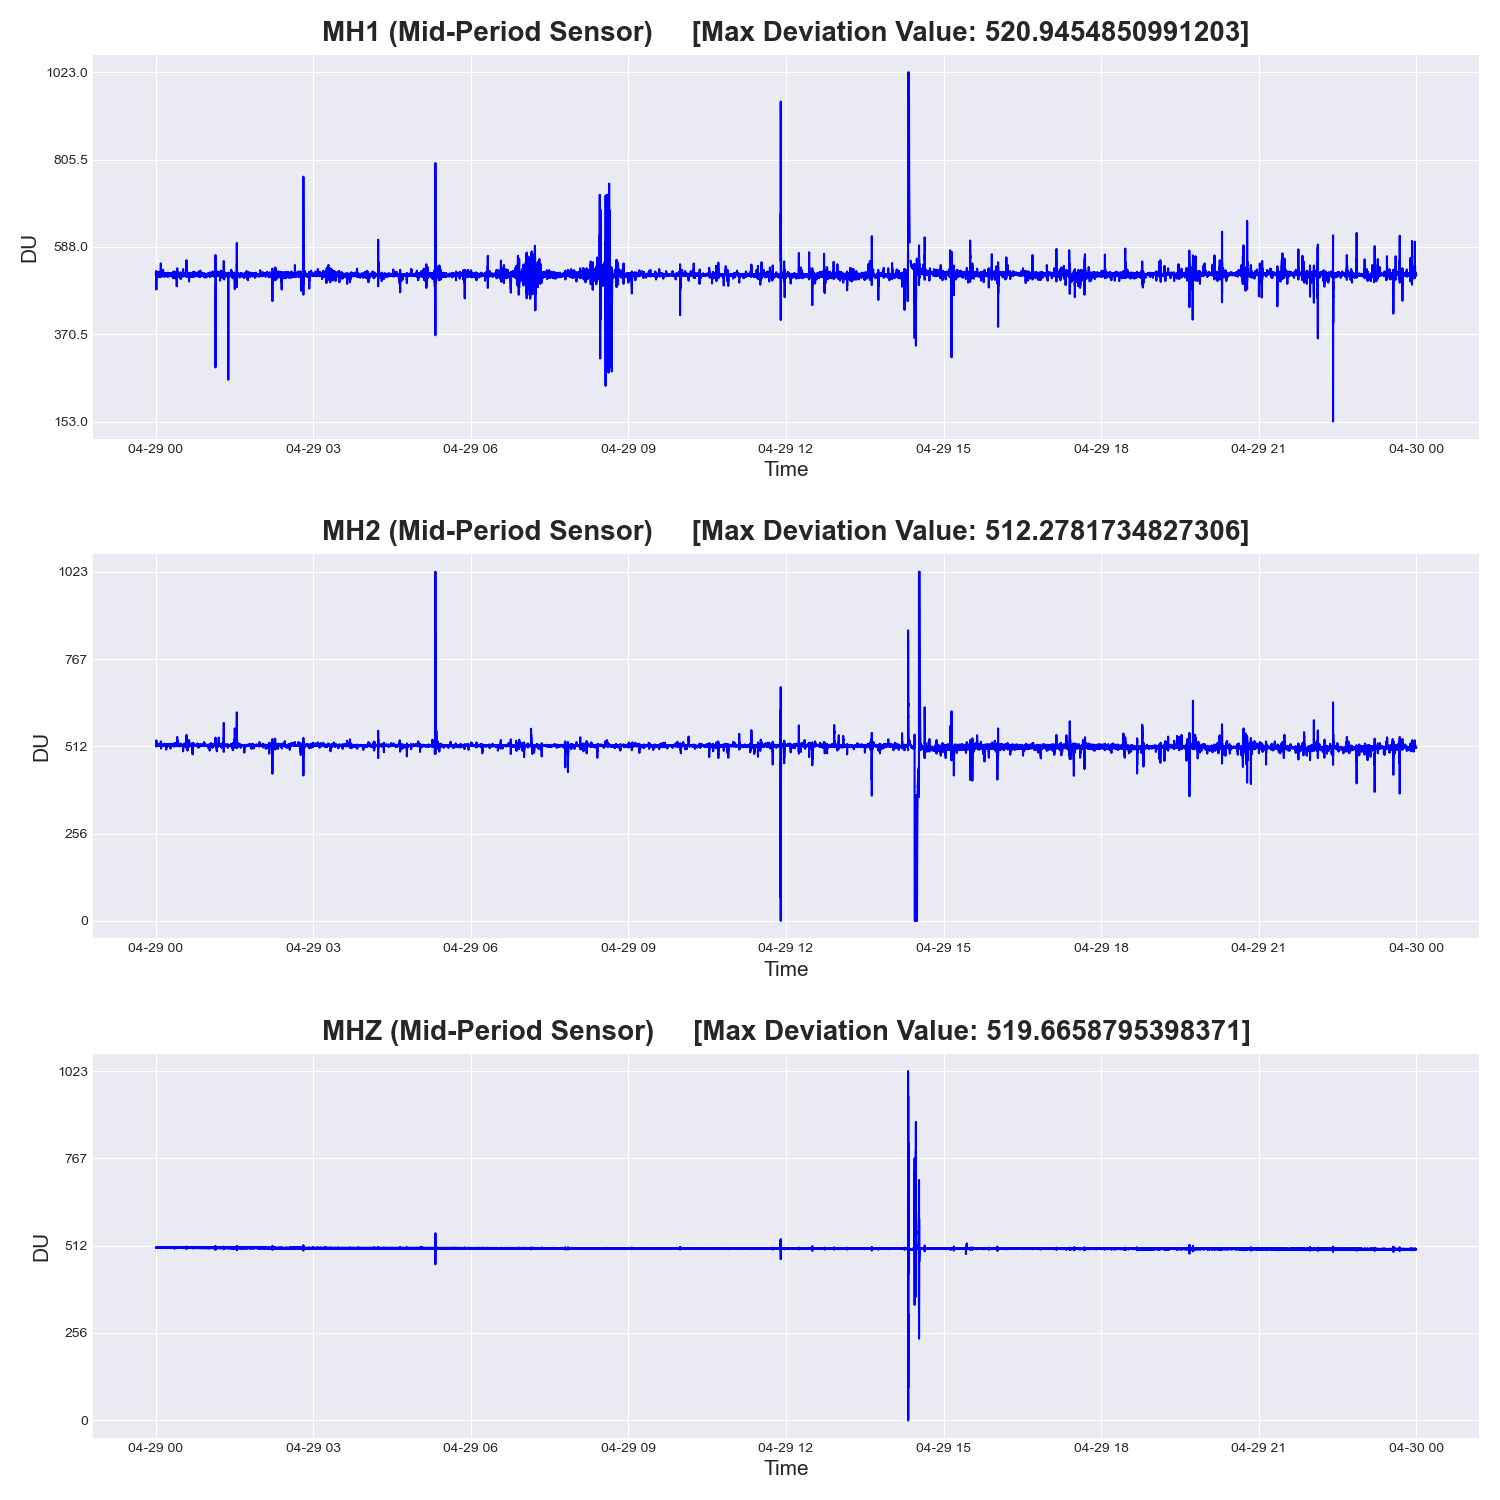 MH1 (Mid-Period Sensor)     [Max Deviation Value: 520.9454850991203]
1023.0
805.5
588.0
370.5
153.0
DU
04-29 00 04-29 03 04-29 06 04-29 09 04-29 12 04-29 15 04-29 18 04-29 21 04-30 00
Time
MH2 (Mid-Period Sensor)     [Max Deviation Value: 512.2781734827306]
1023
767
512
256
0
DU
04-29 00 04-29 03 04-29 06 04-29 09 04-29 12 04-29 15 04-29 18 04-29 21 04-30 00
Time
MHZ (Mid-Period Sensor)     [Max Deviation Value: 519.6658795398371]
1023
767
512
256
0
DU
04-29 00 04-29 03 04-29 06 04-29 09 04-29 12 04-29 15 04-29 18 04-29 21 04-30 00
Time